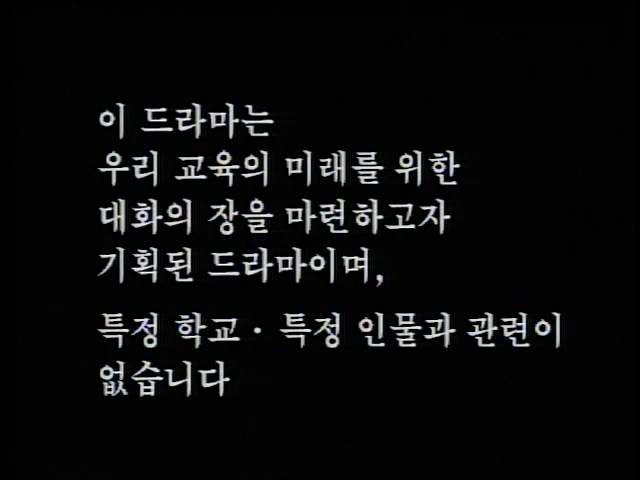 이 드라마는
우리 교육의 미래를 위한
대화의 장을 마련하고자
기획된 드라마이며,
특정 학교 · 특정 인물과 관련이
없습니다